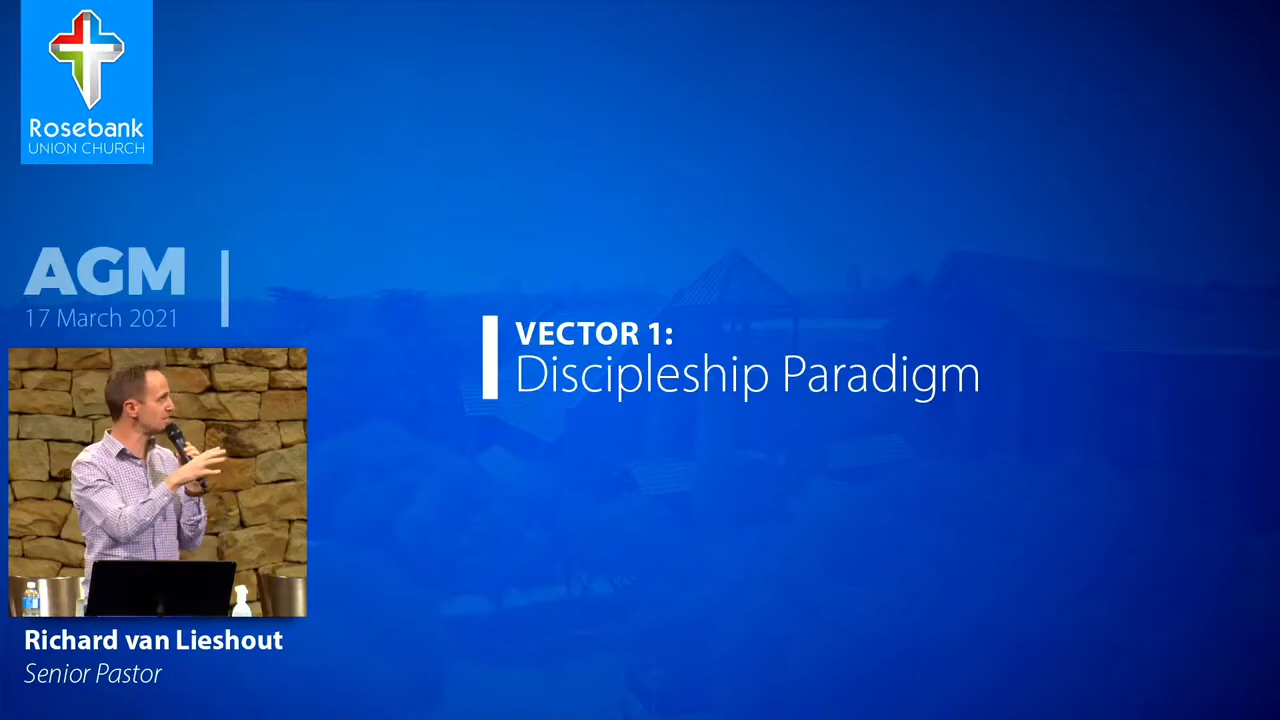 Rosebank
UNION CHURCH
AGM
17 March 2021
VECTOR 1:
Discipleship Paradigm
Richard van Lieshout
Senior Pastor